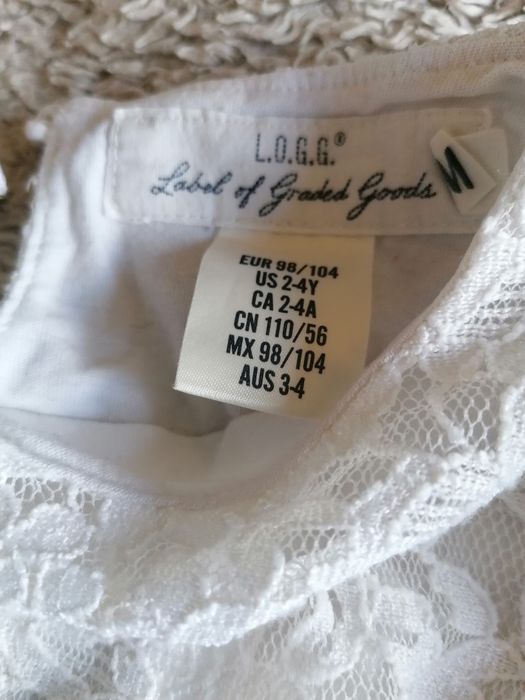 L.O.G.G.®
Label of Graded Goods
EUR 98/104
US 2-4Y
CA 2-4A
CN 110/56
MX 98/104
AUS 3-4